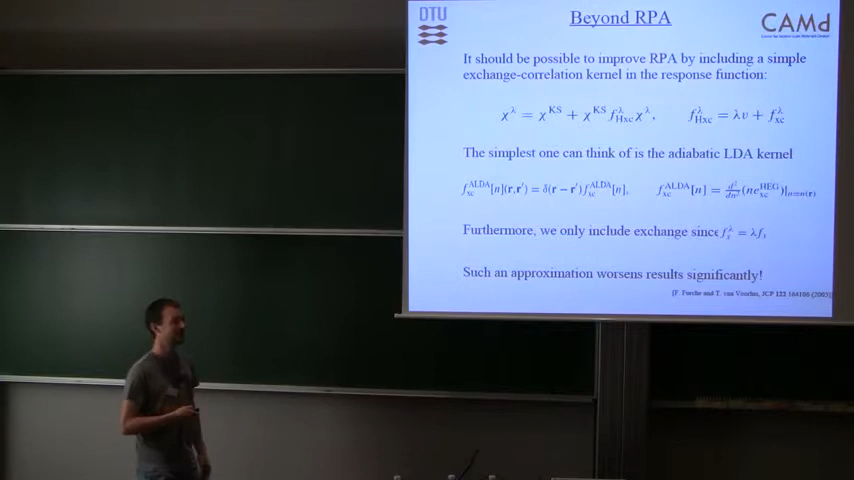 DTU
Beyond RPA
CAMd
It should be possible to improve RPA by including a simple
exchange-correlation kernel in the response function:
χ^λ = χ^KS + χ^KS f^λ_Hxc χ^λ,   f^λ_Hxc = λυ + f^λ_xc
The simplest one can think of is the adiabatic LDA kernel
f^ALDA_xc[n](r,r′) = δ(r − r′)f^ALDA_xc[n],   f^ALDA_xc[n] = d²/dn² (ne^HEG_xc)|_n=n(r)
Furthermore, we only include exchange since f^λ_x = λf_x
Such an approximation worsens results significantly!
[F. Furche and T. van Voorhis, JCP 122 164106 (2005)]